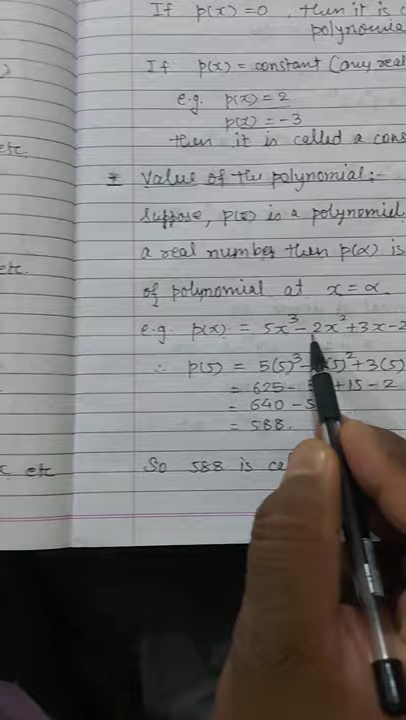 If p(x) = 0, then it is c
polynomia
If p(x) = constant (any real
e.g. p(x) = 2
p(x) = -3
etc.
then it is called a cons
* Value of the polynomial:-
Suppose, p(x) is a polynomial
a real number then p(α) is
etc.
of polynomial at x = α.
e.g. p(x) = 5x³ - 2x² + 3x - 2
∴ p(5) = 5(5)³ - (5)² + 3(5)
= 625 - + 15 - 2
= 640 - 5
= 588.
etc
So 588 is ca